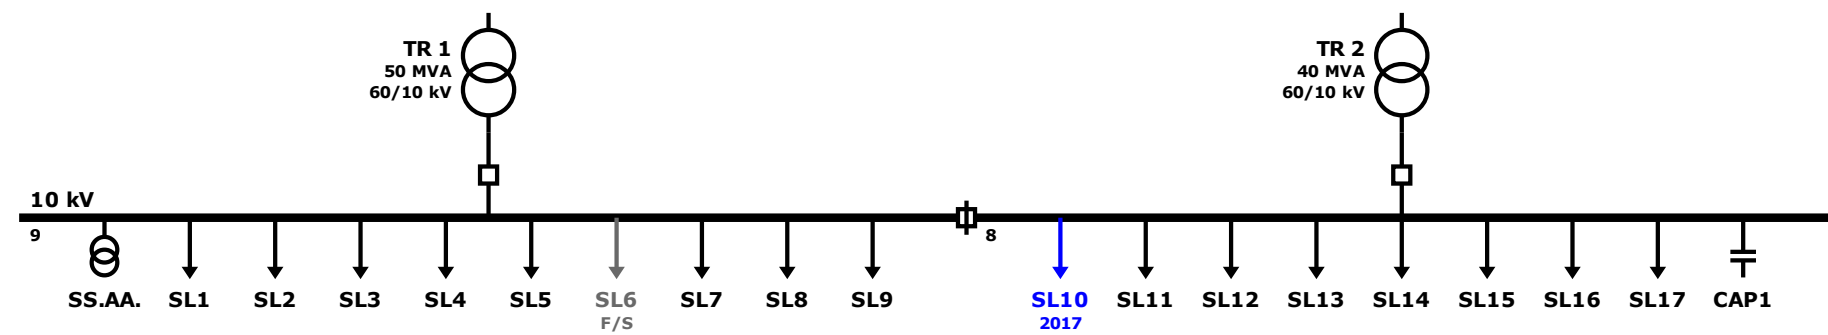 TR 1
50 MVA
60/10 kV
TR 2
40 MVA
60/10 kV
10 kV
9
8
SS.AA. SL1 SL2 SL3 SL4 SL5 SL6 SL7 SL8 SL9 SL10 SL11 SL12 SL13 SL14 SL15 SL16 SL17 CAP1
F/S
2017